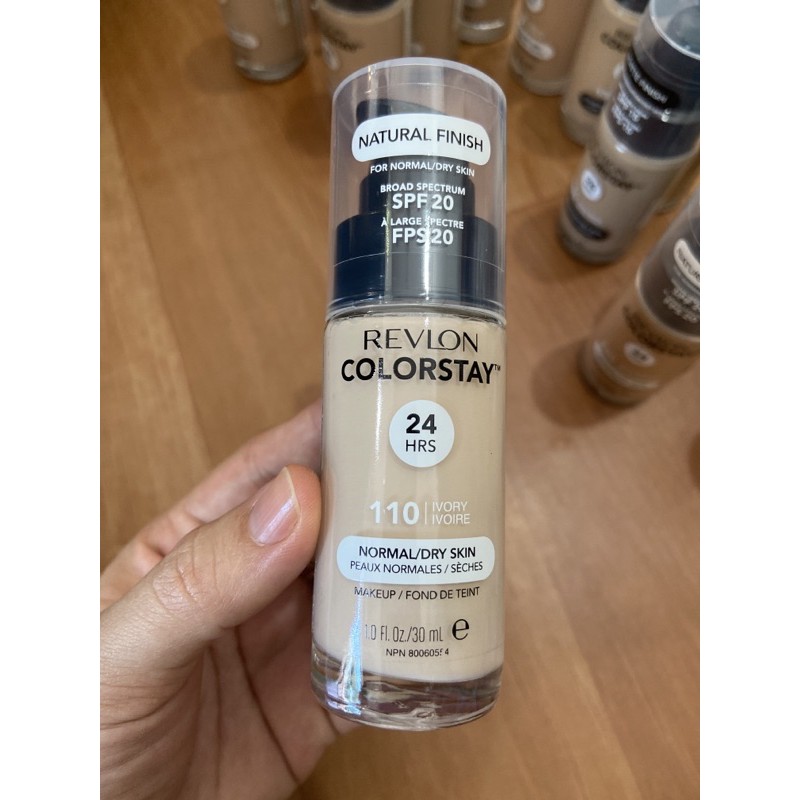 NATURAL FINISH
FOR NORMAL/DRY SKIN
BROAD SPECTRUM
SPF 20
À LARGE SPECTRE
FPS 20
REVLON
COLORSTAY™
24
HRS
110 | IVORY
IVOIRE
NORMAL/DRY SKIN
PEAUX NORMALES / SÈCHES
MAKEUP / FOND DE TEINT
1.0 Fl. Oz./30 mL e
NPN